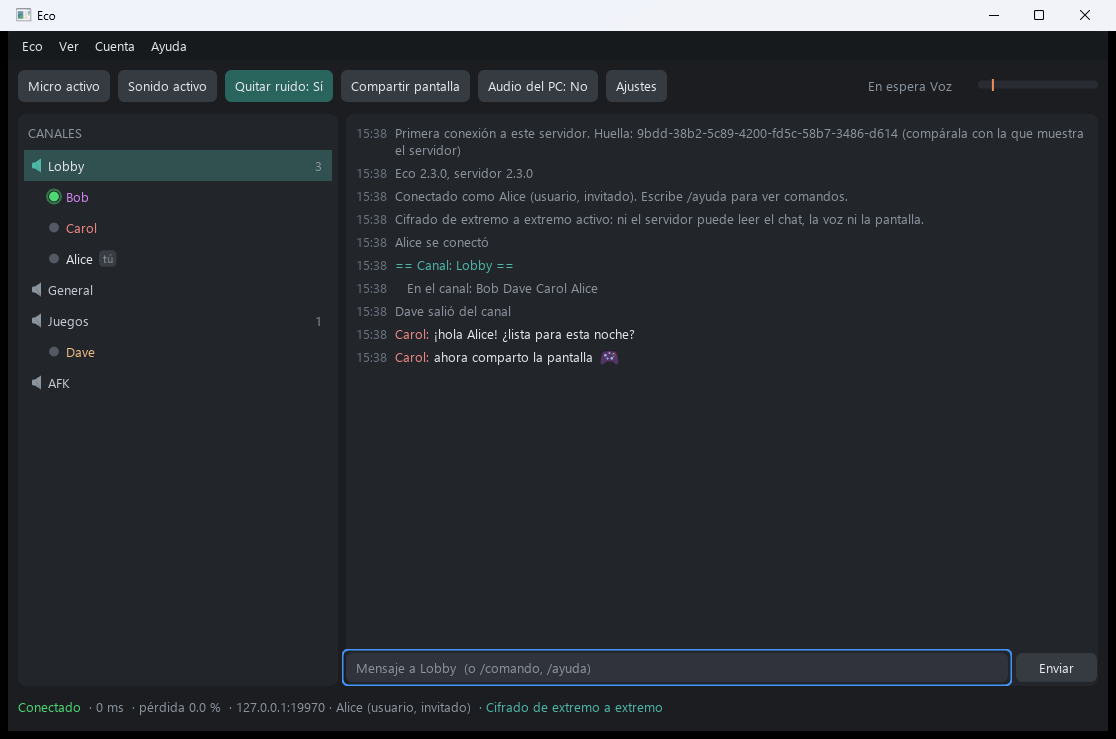 Eco
Eco Ver Cuenta Ayuda
Micro activo Sonido activo Quitar ruido: Sí Compartir pantalla Audio del PC: No Ajustes En espera Voz
CANALES
Lobby 3
Bob
Carol
Alice tú
General
Juegos 1
Dave
AFK
15:38 Primera conexión a este servidor. Huella: 9bdd-38b2-5c89-4200-fd5c-58b7-3486-d614 (compárala con la que muestra
el servidor)
15:38 Eco 2.3.0, servidor 2.3.0
15:38 Conectado como Alice (usuario, invitado). Escribe /ayuda para ver comandos.
15:38 Cifrado de extremo a extremo activo: ni el servidor puede leer el chat, la voz ni la pantalla.
15:38 Alice se conectó
15:38 == Canal: Lobby ==
15:38 En el canal: Bob Dave Carol Alice
15:38 Dave salió del canal
15:38 Carol: ¡hola Alice! ¿lista para esta noche?
15:38 Carol: ahora comparto la pantalla 🎮
Mensaje a Lobby (o /comando, /ayuda)
Enviar
Conectado · 0 ms · pérdida 0.0 % · 127.0.0.1:19970 · Alice (usuario, invitado) · Cifrado de extremo a extremo